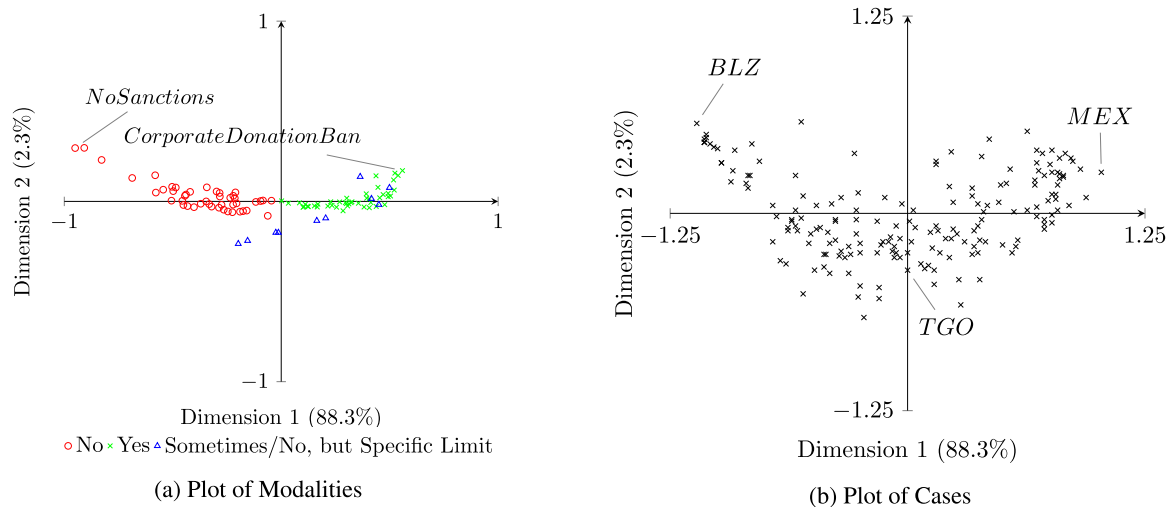 1
NoSanctions
CorporateDonationBan
−1
1
−1
Dimension 2 (2.3%)
Dimension 1 (88.3%)
No Yes Sometimes/No, but Specific Limit
(a) Plot of Modalities
1.25
BLZ
MEX
−1.25
1.25
TGO
−1.25
Dimension 2 (2.3%)
Dimension 1 (88.3%)
(b) Plot of Cases